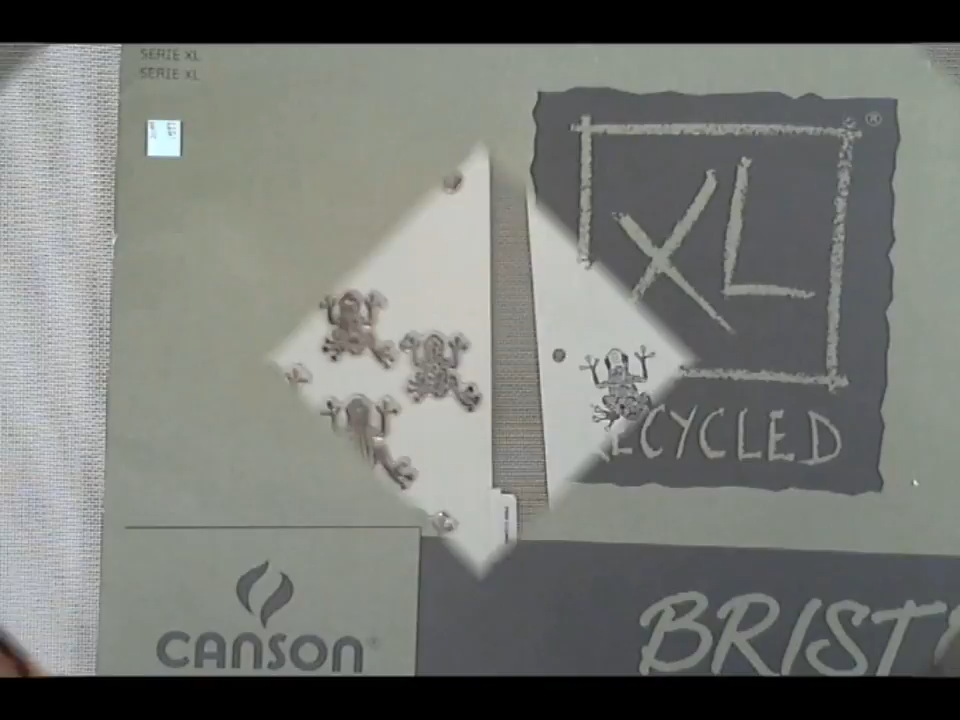 SERIE XL
SERIE XL
XL
®
ECYCLED
CANSON®
BRIST